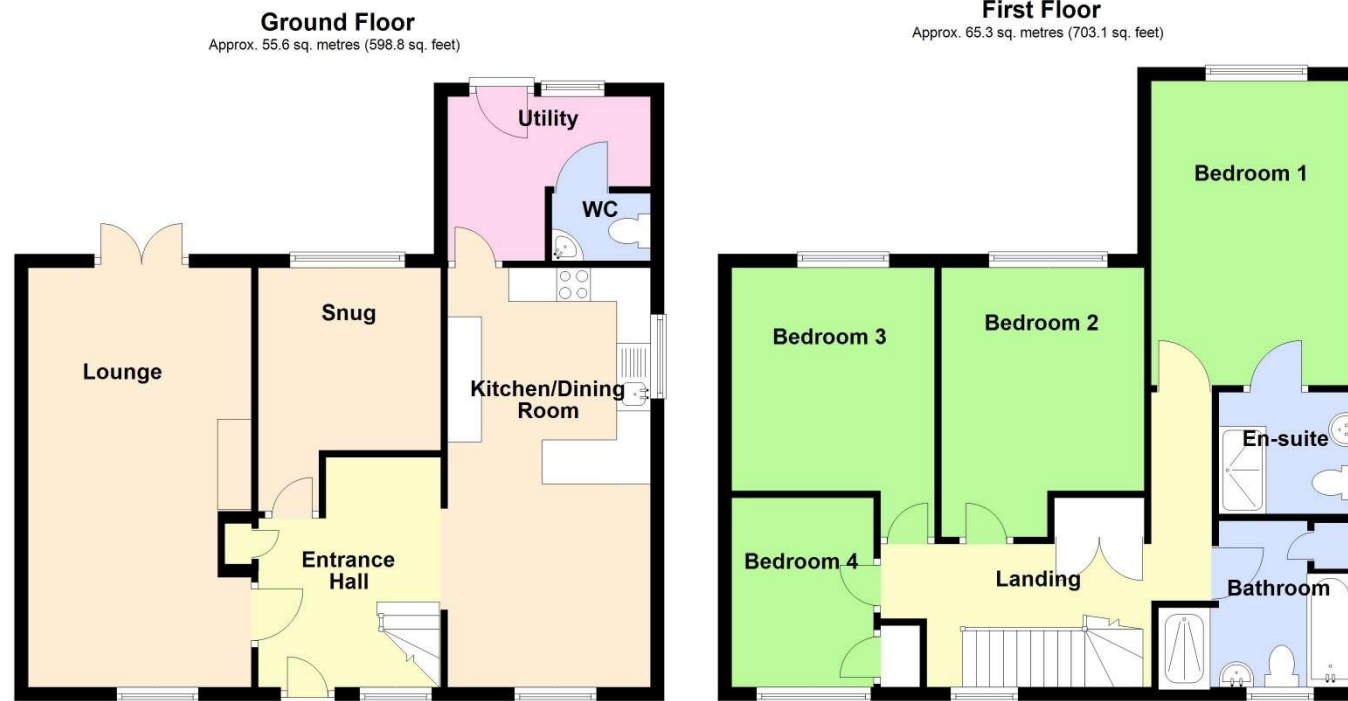 Ground Floor
Approx. 55.6 sq. metres (598.8 sq. feet)
Utility
WC
Snug
Lounge
Kitchen/Dining
Room
Entrance
Hall
First Floor
Approx. 65.3 sq. metres (703.1 sq. feet)
Bedroom 1
Bedroom 2
Bedroom 3
En-suite
Bedroom 4
Landing
Bathroom